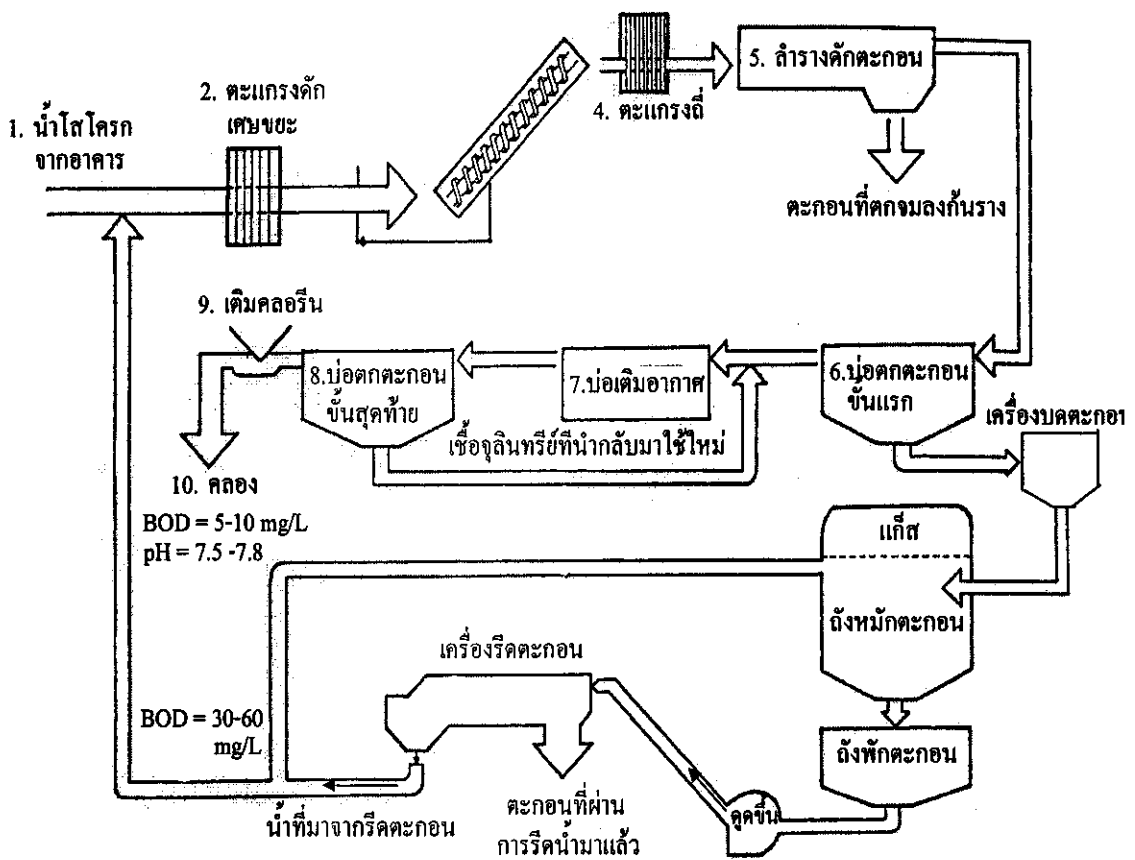 1. น้ำโสโครก
จากอาคาร
2. ตะแกรงดัก
เศษขยะ
4. ตะแกรงถี่
5. ลำรางดักตะกอน
ตะกอนที่ตกจมลงก้นราง
9. เติมคลอรีน
8.บ่อตกตะกอน
ขั้นสุดท้าย
7.บ่อเติมอากาศ
6.บ่อตกตะกอน
ขั้นแรก
เครื่องบดตะกอน
เชื้อจุลินทรีย์ที่นำกลับมาใช้ใหม่
10. คลอง
BOD = 5-10 mg/L
pH = 7.5 -7.8
แก๊ส
ถังหมักตะกอน
เครื่องรีดตะกอน
BOD = 30-60
mg/L
ถังพักตะกอน
น้ำที่มาจากรีดตะกอน
ตะกอนที่ผ่าน
การรีดน้ำมาแล้ว
ดูดขึ้น